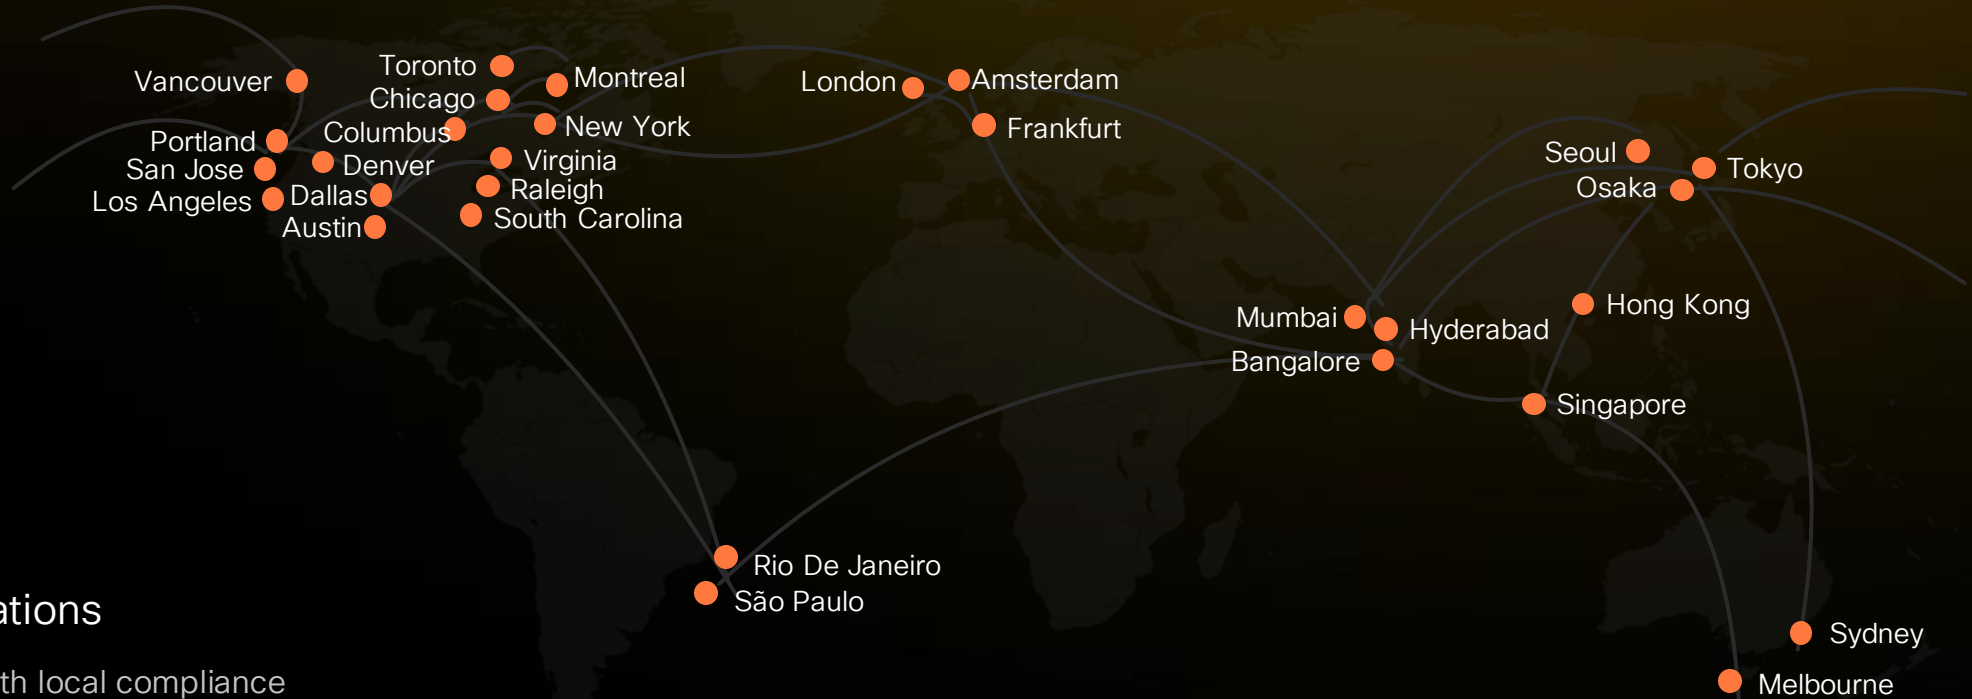 Toronto
Vancouver
Montreal
London
Amsterdam
Chicago
New York
Frankfurt
Columbus
Portland
Denver
Virginia
San Jose
Raleigh
Los Angeles
Dallas
South Carolina
Austin
Seoul
Tokyo
Osaka
Mumbai
Hyderabad
Hong Kong
Bangalore
Singapore
Rio De Janeiro
São Paulo
ations
Sydney
th local compliance
Melbourne